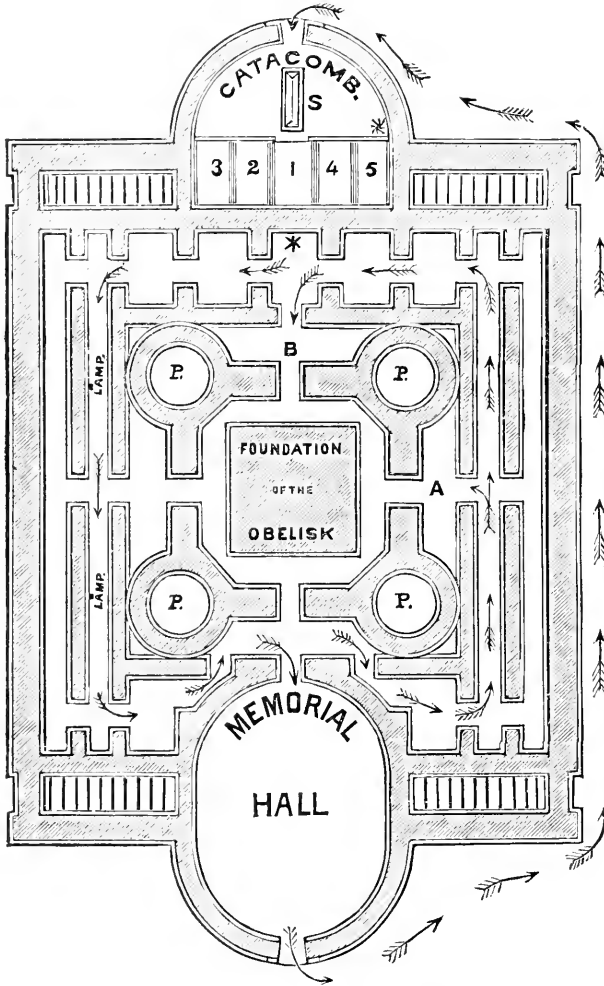 CATACOMB.
S
3 2 1 4 5
B
P. P.
LAMP.
FOUNDATION
OF THE
OBELISK
A
LAMP.
P. P.
MEMORIAL
HALL